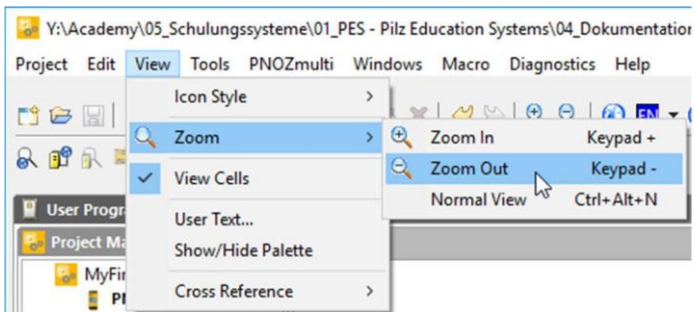 Y:\Academy\05_Schulungssysteme\01_PES - Pilz Education Systems\04_Dokumentation
Project Edit View Tools PNOZmulti Windows Macro Diagnostics Help
Icon Style
EN
Zoom
Zoom In Keypad +
View Cells
Zoom Out Keypad -
User Text...
Normal View Ctrl+Alt+N
User Progr
Show/Hide Palette
Project Ma
Cross Reference
MyFir